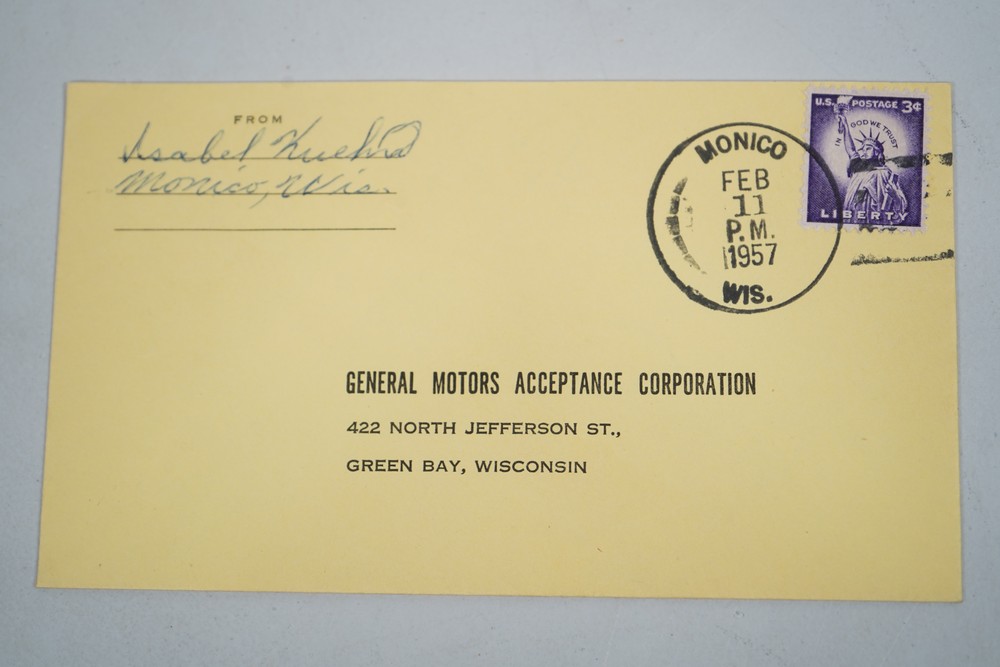 FROM
Isabel
Monico, Wis.
MONICO
FEB
11
P.M.
1957
WIS.
U.S. POSTAGE 3¢
IN GOD WE TRUST
LIBERTY
GENERAL MOTORS ACCEPTANCE CORPORATION
422 NORTH JEFFERSON ST.,
GREEN BAY, WISCONSIN